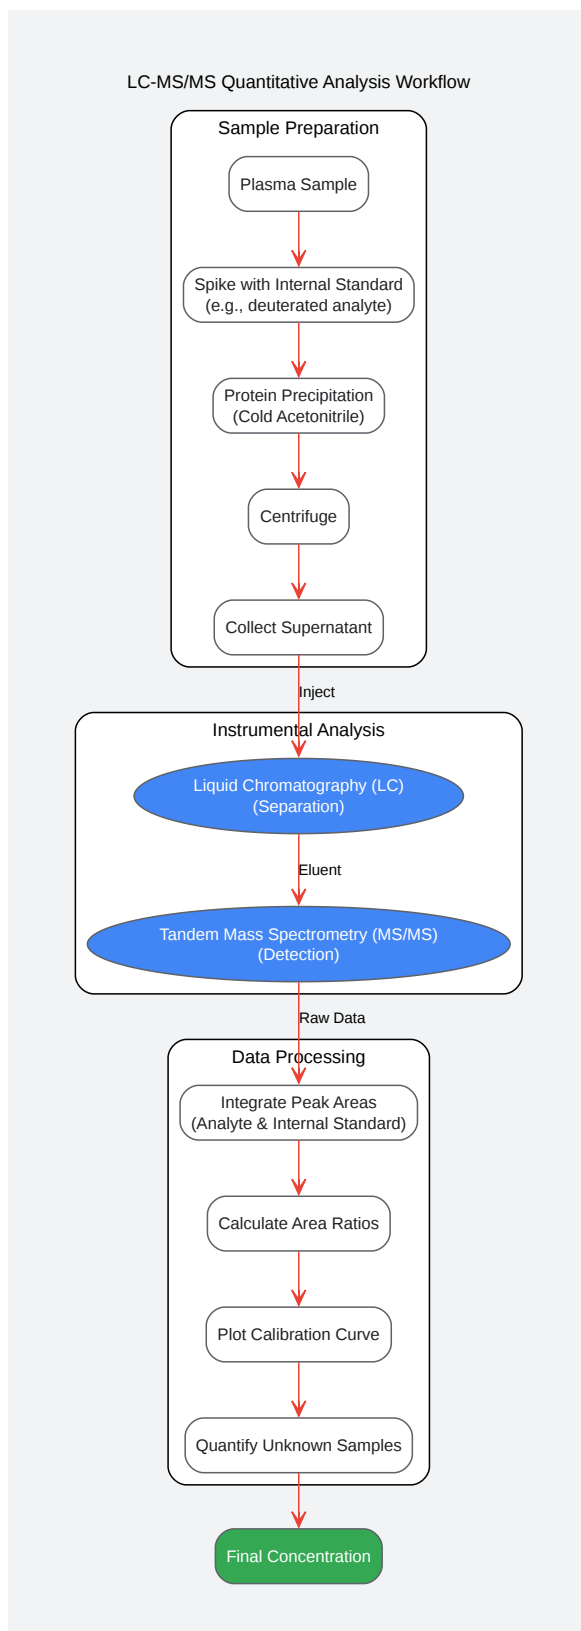 LC-MS/MS Quantitative Analysis Workflow
Sample Preparation
Plasma Sample
Spike with Internal Standard
(e.g., deuterated analyte)
Protein Precipitation
(Cold Acetonitrile)
Centrifuge
Collect Supernatant
Inject
Instrumental Analysis
Liquid Chromatography (LC)
(Separation)
Eluent
Tandem Mass Spectrometry (MS/MS)
(Detection)
Raw Data
Data Processing
Integrate Peak Areas
(Analyte & Internal Standard)
Calculate Area Ratios
Plot Calibration Curve
Quantify Unknown Samples
Final Concentration